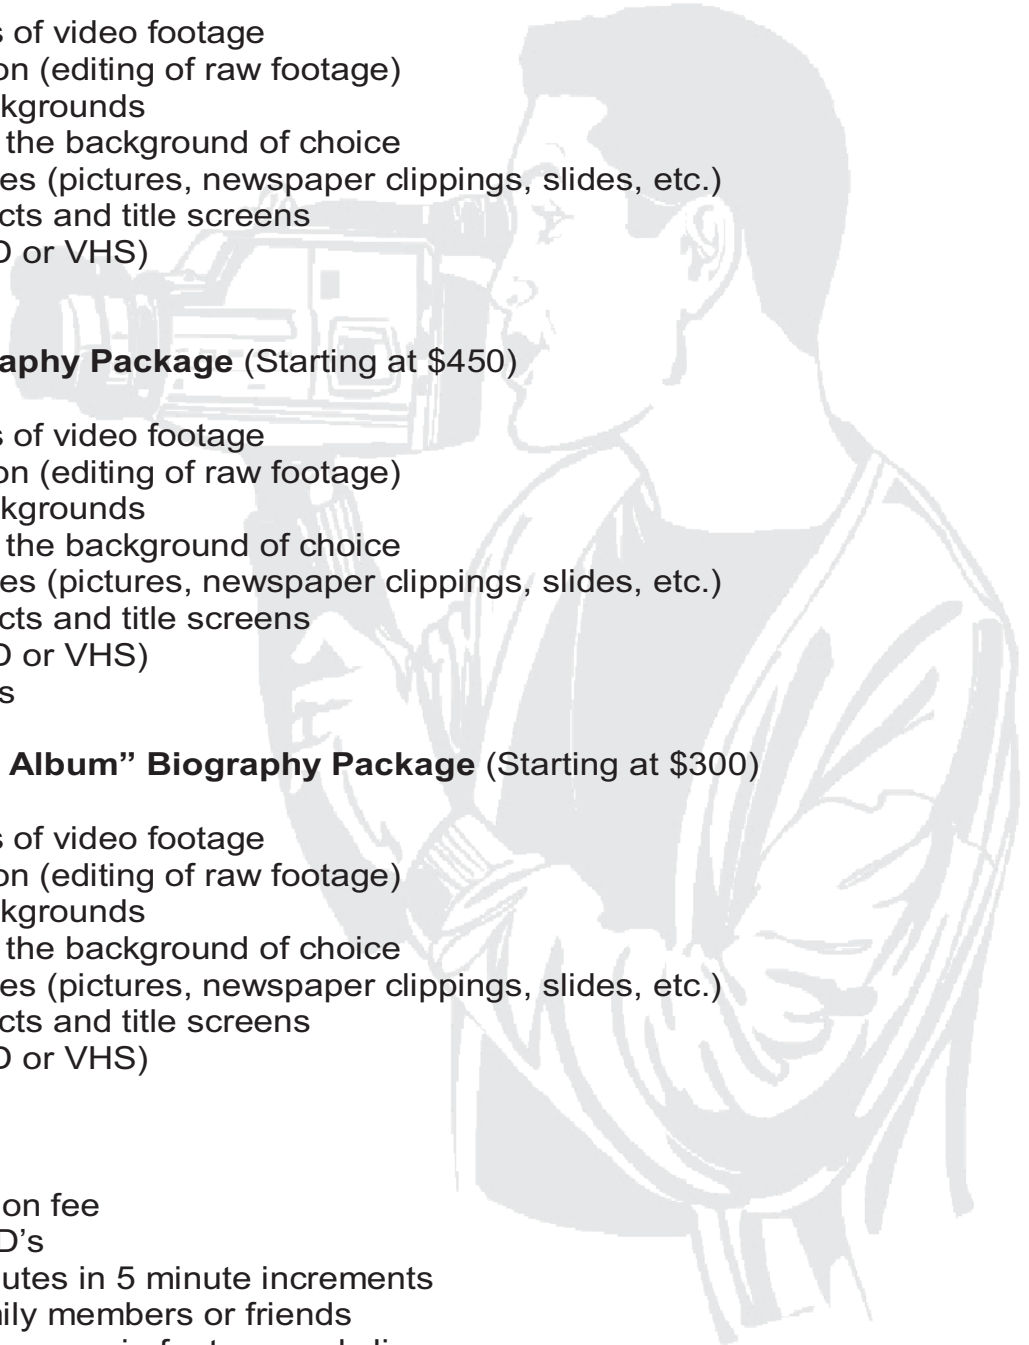 s of video footage
on (editing of raw footage)
kgrounds
the background of choice
es (pictures, newspaper clippings, slides, etc.)
cts and title screens
D or VHS)
aphy Package (Starting at $450)
s of video footage
on (editing of raw footage)
kgrounds
the background of choice
es (pictures, newspaper clippings, slides, etc.)
cts and title screens
D or VHS)
s
Album” Biography Package (Starting at $300)
s of video footage
on (editing of raw footage)
kgrounds
the background of choice
es (pictures, newspaper clippings, slides, etc.)
cts and title screens
D or VHS)
on fee
D’s
utes in 5 minute increments
ily members or friends